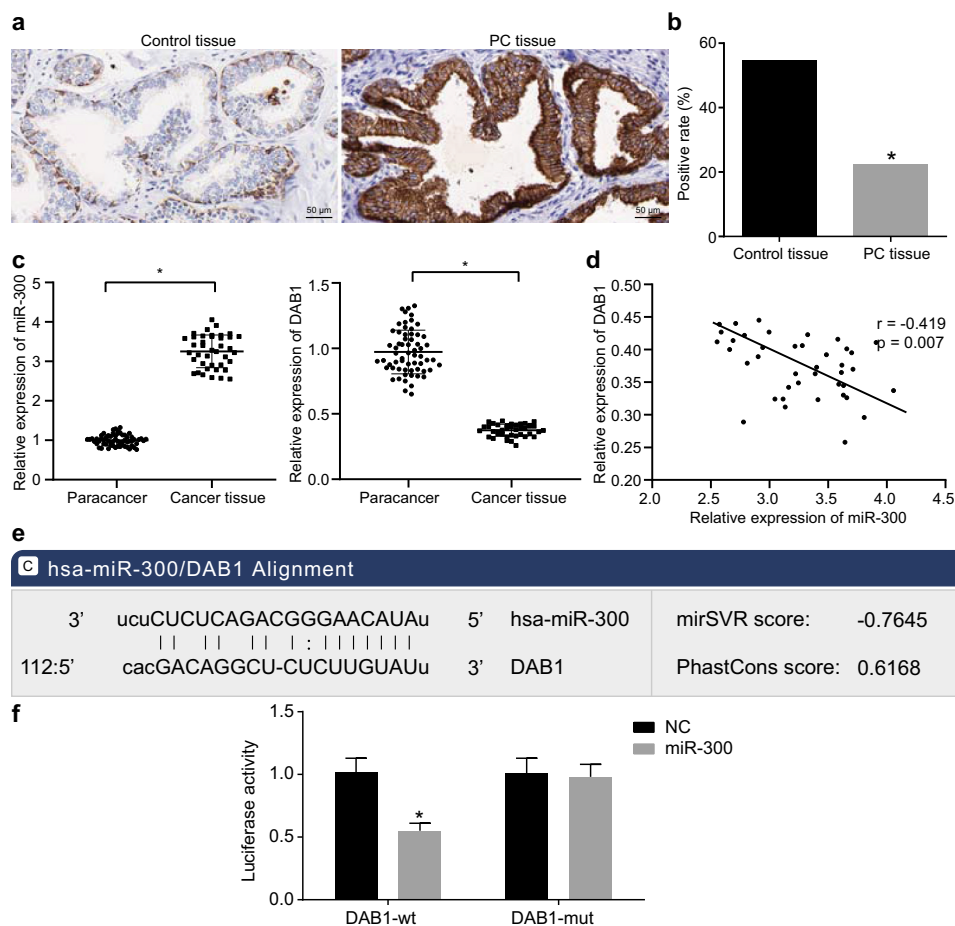 a
Control tissue
PC tissue
50 µm
50 µm
b
Positive rate (%)
60
40
20
0
*
Control tissue
PC tissue
c
Relative expression of miR-300
5
4
3
2
1
0
*
Paracancer
Cancer tissue
Relative expression of DAB1
1.5
1.0
0.5
0.0
*
Paracancer
Cancer tissue
d
Relative expression of DAB1
0.50
0.45
0.40
0.35
0.30
0.25
0.20
r = -0.419
p = 0.007
2.0
2.5
3.0
3.5
4.0
4.5
Relative expression of miR-300
e
C hsa-miR-300/DAB1 Alignment
3’ ucuCUCUCAGACGGGAACAUAu 5’ hsa-miR-300
| | | | | | | : | | | | | | |
112:5’ cacGACAGGCU-CUCUUGUAUu 3’ DAB1
mirSVR score: -0.7645
PhastCons score: 0.6168
f
Luciferase activity
1.5
1.0
0.5
0.0
*
NC
miR-300
DAB1-wt
DAB1-mut